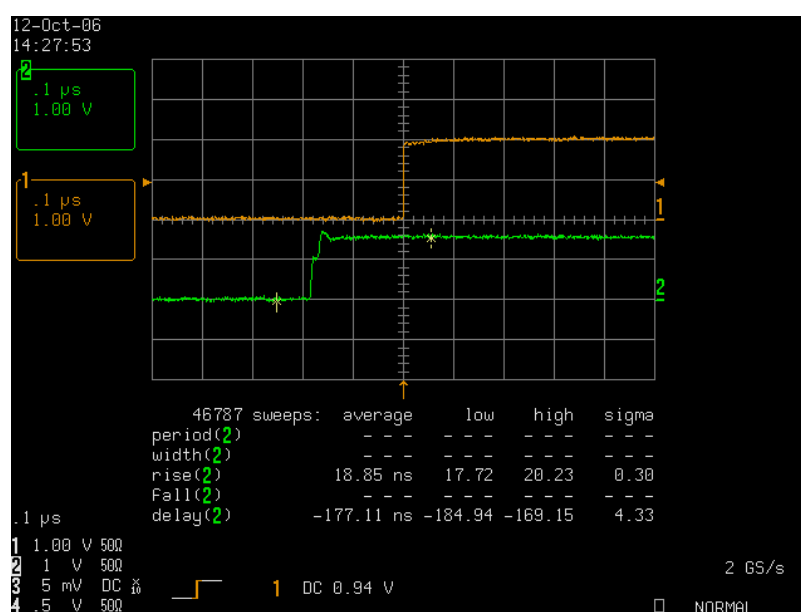 12-Oct-06
14:27:53
2
.1 µs
1.00 V
1
.1 µs
1.00 V
1
2
46787 sweeps: average low high sigma
period(2) - - - - - - - - - - - -
width(2) - - - - - - - - - - - -
rise(2) 18.85 ns 17.72 20.23 0.30
fall(2) - - - - - - - - - - - -
delay(2) -177.11 ns -184.94 -169.15 4.33
.1 µs
1 1.00 V 50Ω
2 1 V 50Ω
3 5 mV DC X10
4 .5 V 50Ω
1 DC 0.94 V
2 GS/s
NORMAL